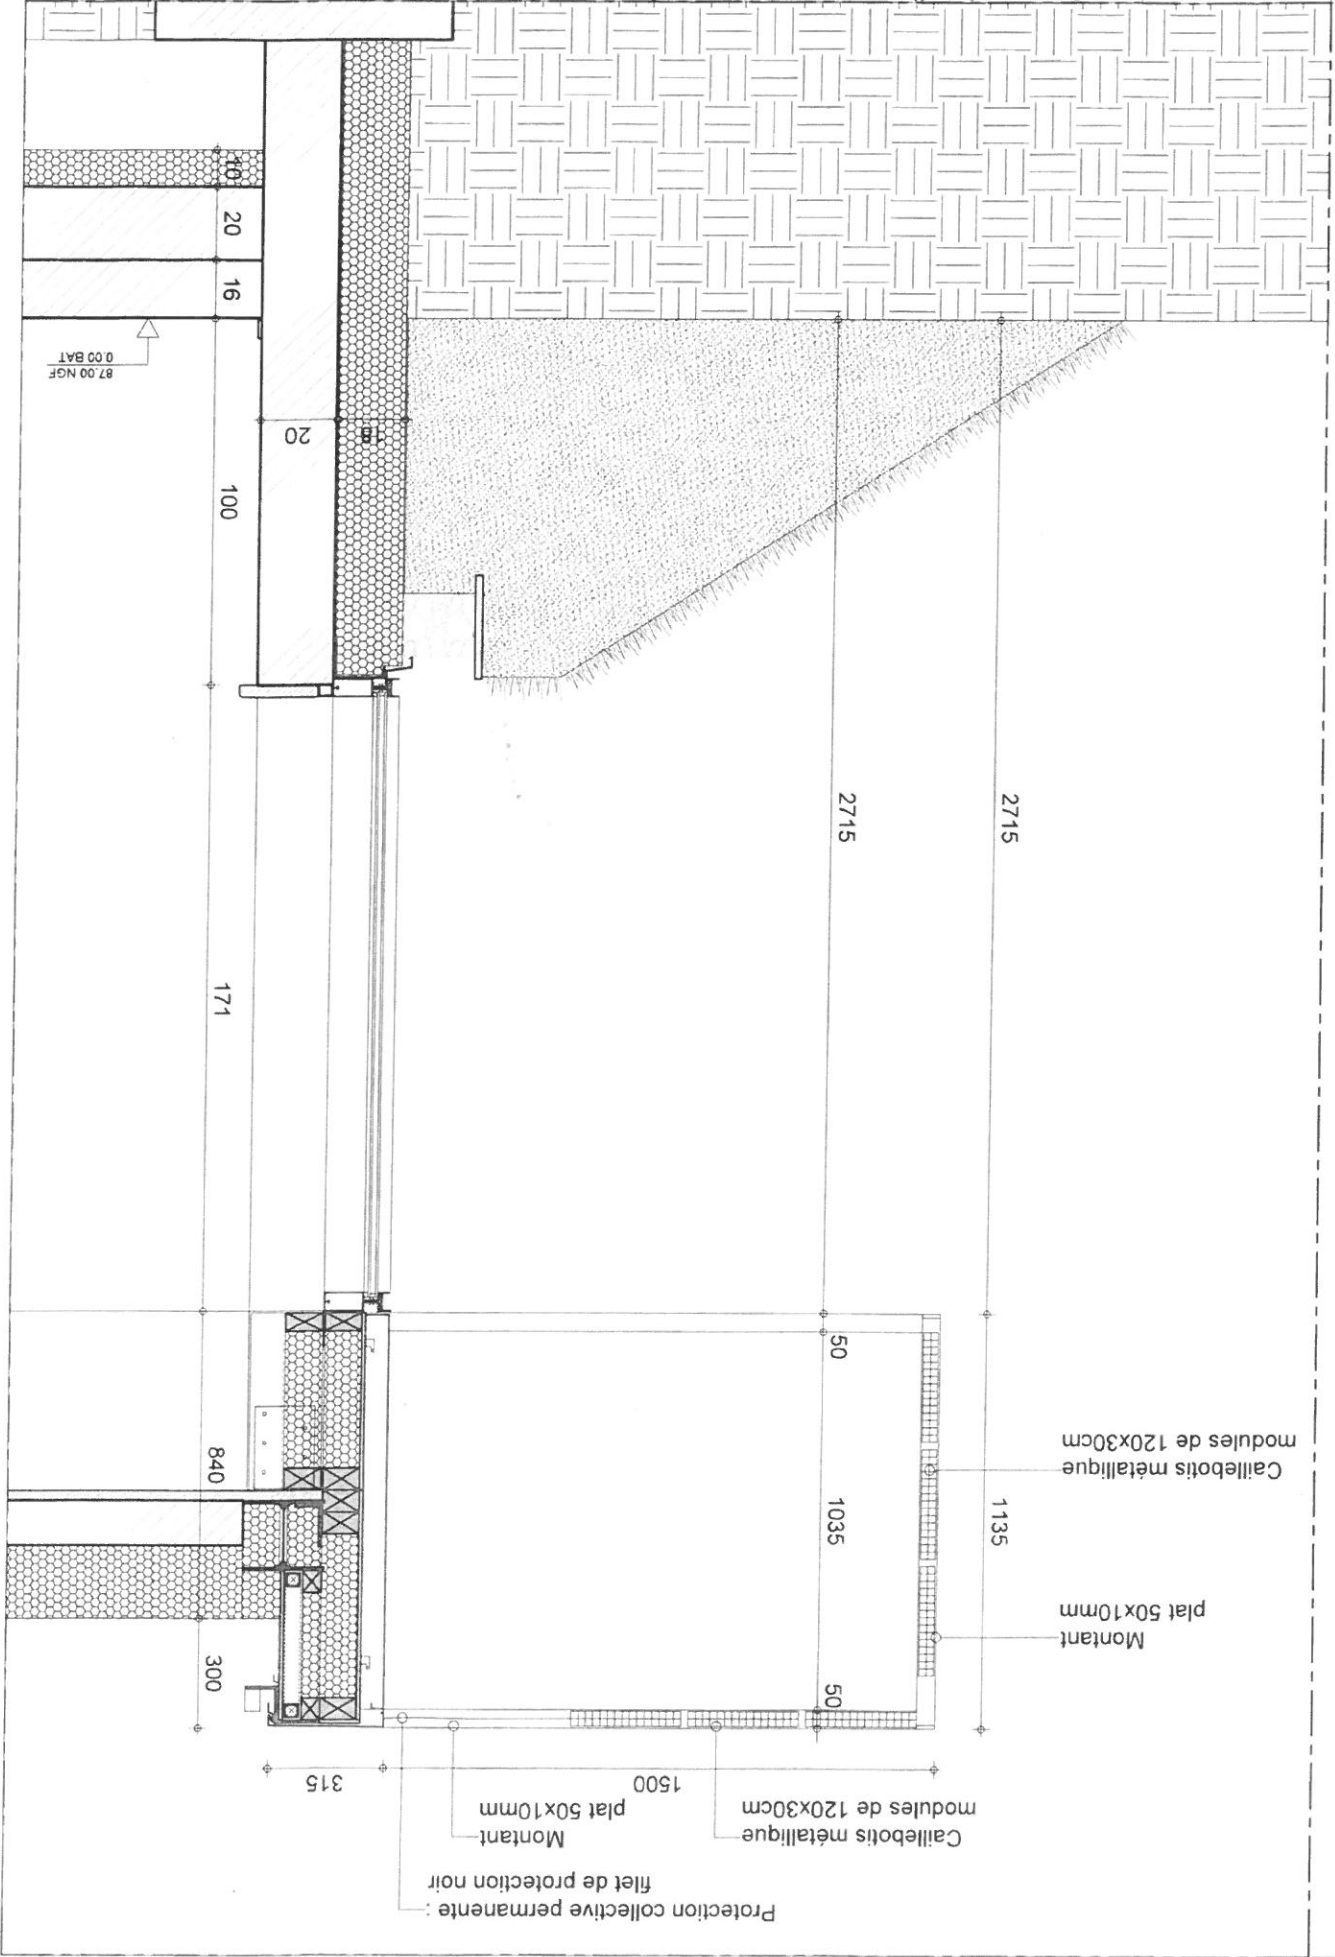 Protection collective permanente :
filet de protection noir
Caillebotis métallique
modules de 120x30cm
Montant
plat 50x10mm
1500
315
Montant
plat 50x10mm
Caillebotis métallique
modules de 120x30cm
300
50
1035
1135
840
50
171
2715
2715
100
20
87.00 NGF
0.00 BAT
16
20
10